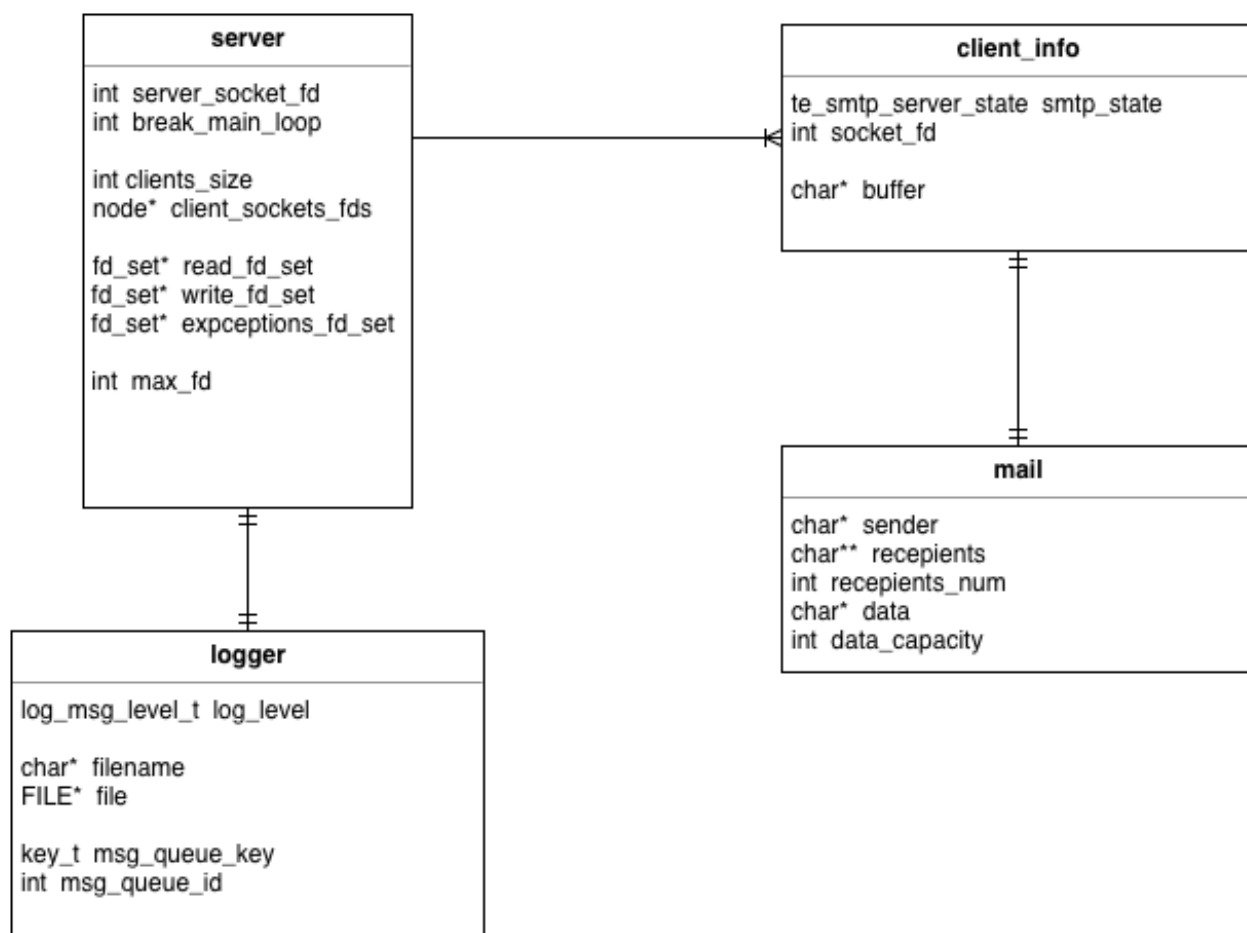 server
int server_socket_fd
int break_main_loop
int clients_size
node* client_sockets_fds
fd_set* read_fd_set
fd_set* write_fd_set
fd_set* expceptions_fd_set
int max_fd
client_info
te_smtp_server_state smtp_state
int socket_fd
char* buffer
mail
char* sender
char** recepients
int recepients_num
char* data
int data_capacity
logger
log_msg_level_t log_level
char* filename
FILE* file
key_t msg_queue_key
int msg_queue_id